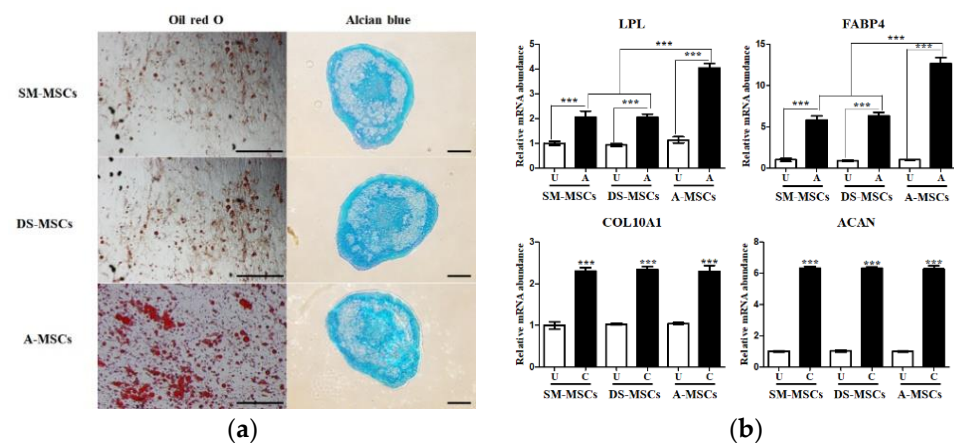 Oil red O Alcian blue
SM-MSCs
DS-MSCs
A-MSCs
(a)
LPL
Relative mRNA abundance
5
4
3
2
1
0
***
***
***
***
U A U A U A
SM-MSCs DS-MSCs A-MSCs
FABP4
Relative mRNA abundance
15
10
5
0
***
***
***
***
U A U A U A
SM-MSCs DS-MSCs A-MSCs
COL10A1
Relative mRNA abundance
3
2
1
0
*** *** ***
U C U C U C
SM-MSCs DS-MSCs A-MSCs
ACAN
Relative mRNA abundance
8
6
4
2
0
*** *** ***
U C U C U C
SM-MSCs DS-MSCs A-MSCs
(b)